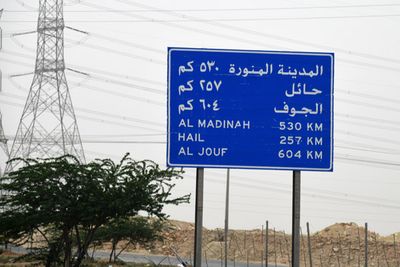 المدينة المنورة ٥٣٠ كم
حائل ٢٥٧ كم
الجوف ٦٠٤ كم
AL MADINAH 530 KM
HAIL 257 KM
AL JOUF 604 KM